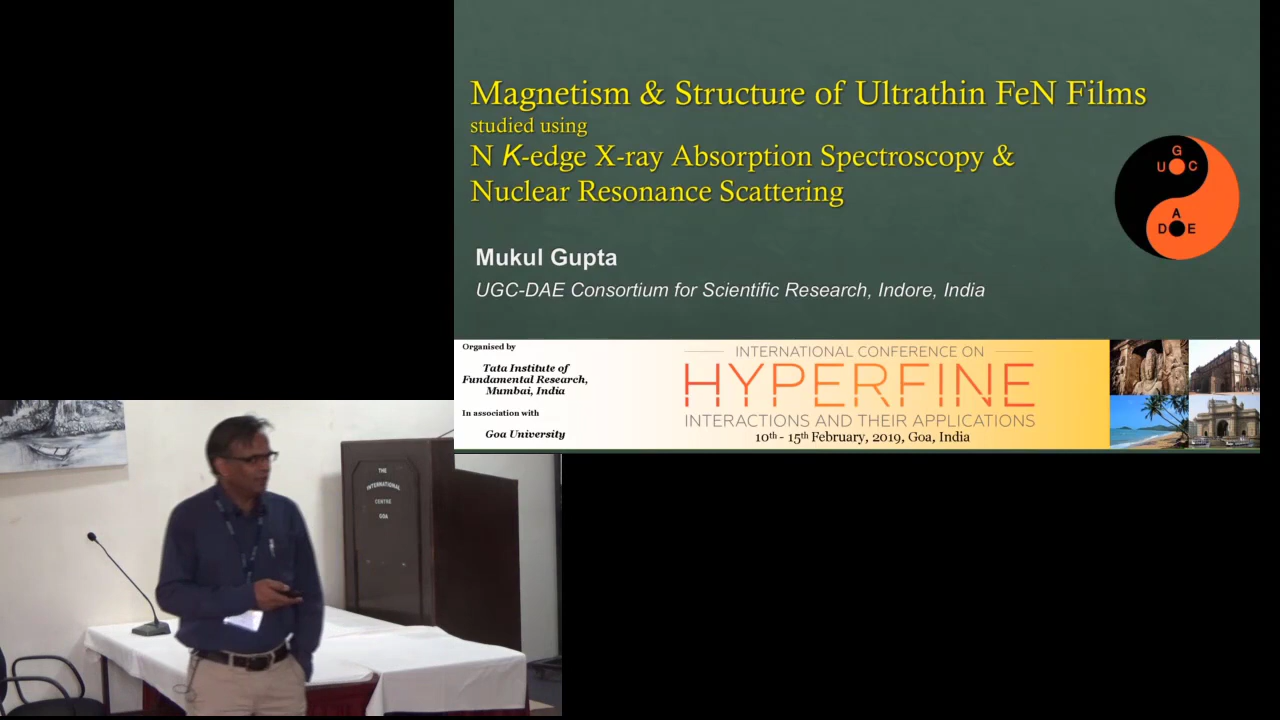 Magnetism & Structure of Ultrathin FeN Films
studied using
N K-edge X-ray Absorption Spectroscopy &
Nuclear Resonance Scattering
G
U C
A
D E
Mukul Gupta
UGC-DAE Consortium for Scientific Research, Indore, India
Organised by
Tata Institute of
Fundamental Research,
Mumbai, India
In association with
Goa University
INTERNATIONAL CONFERENCE ON
HYPERFINE
INTERACTIONS AND THEIR APPLICATIONS
10th - 15th February, 2019, Goa, India
THE
INTERNATIONAL
CENTRE
GOA